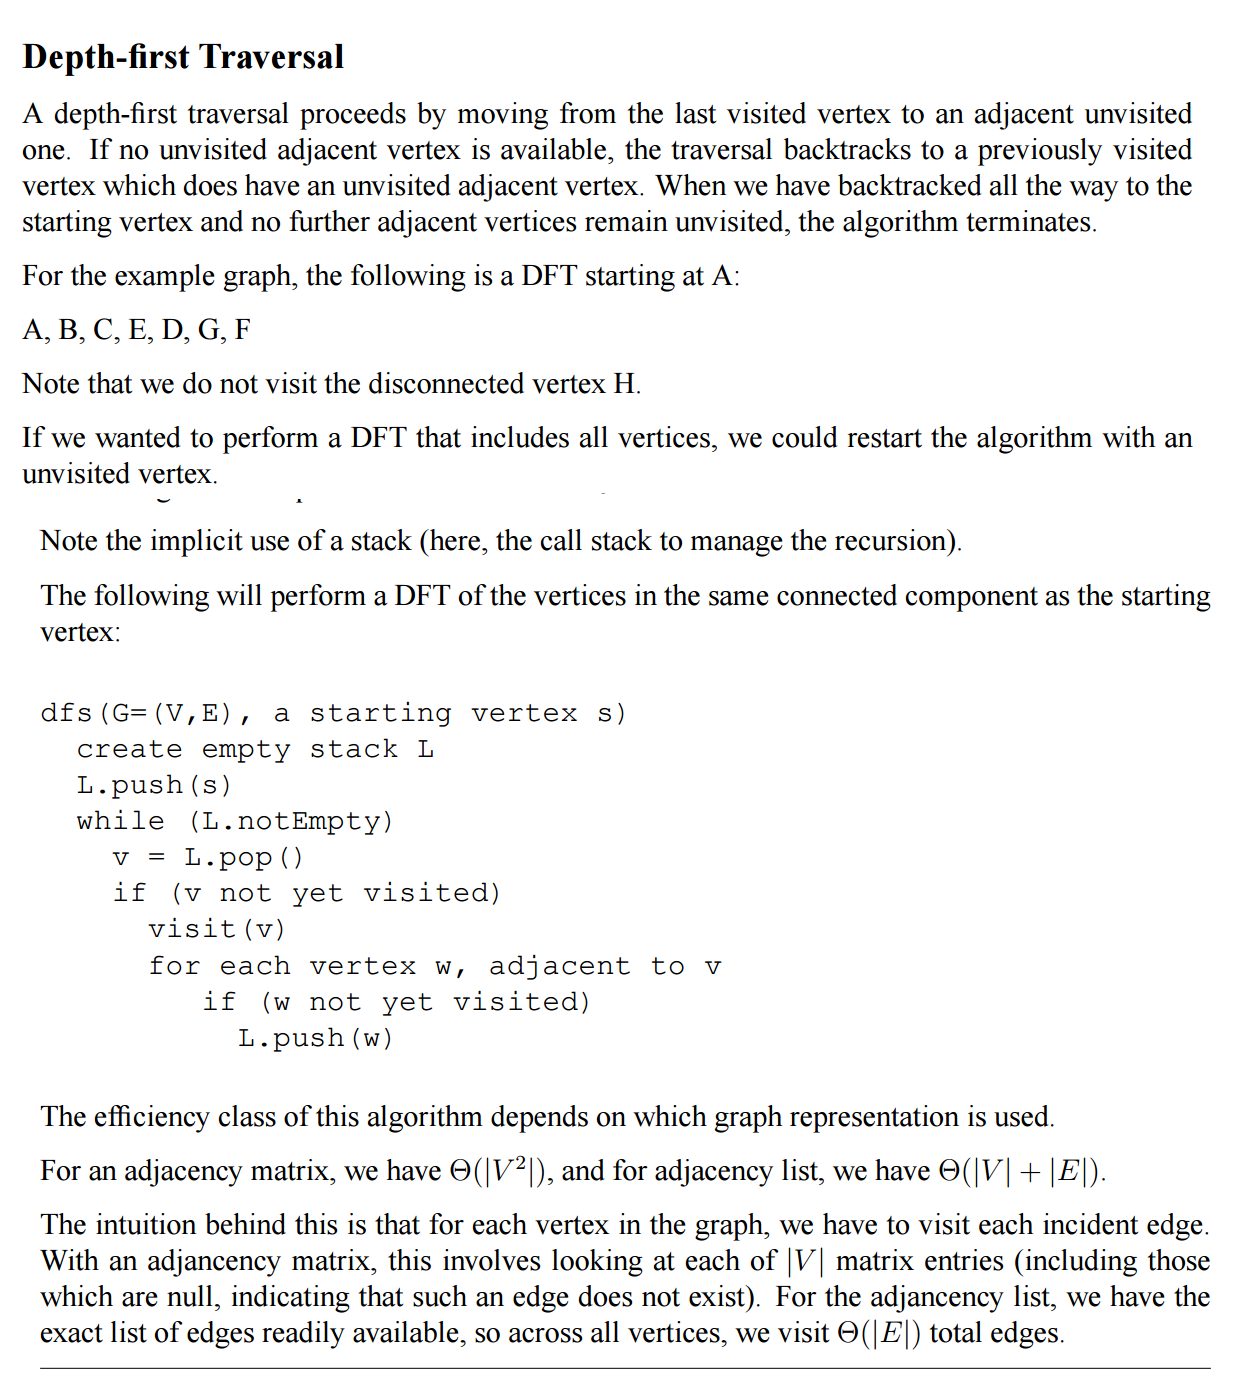 Depth-first Traversal
A depth-first traversal proceeds by moving from the last visited vertex to an adjacent unvisited
one. If no unvisited adjacent vertex is available, the traversal backtracks to a previously visited
vertex which does have an unvisited adjacent vertex. When we have backtracked all the way to the
starting vertex and no further adjacent vertices remain unvisited, the algorithm terminates.
For the example graph, the following is a DFT starting at A:
A, B, C, E, D, G, F
Note that we do not visit the disconnected vertex H.
If we wanted to perform a DFT that includes all vertices, we could restart the algorithm with an
unvisited vertex.
Note the implicit use of a stack (here, the call stack to manage the recursion).
The following will perform a DFT of the vertices in the same connected component as the starting
vertex:
dfs(G=(V,E), a starting vertex s)
  create empty stack L
  L.push(s)
  while (L.notEmpty)
    v = L.pop()
    if (v not yet visited)
      visit(v)
      for each vertex w, adjacent to v
         if (w not yet visited)
           L.push(w)
The efficiency class of this algorithm depends on which graph representation is used.
For an adjacency matrix, we have Θ(|V²|), and for adjacency list, we have Θ(|V| + |E|).
The intuition behind this is that for each vertex in the graph, we have to visit each incident edge.
With an adjancency matrix, this involves looking at each of |V| matrix entries (including those
which are null, indicating that such an edge does not exist). For the adjancency list, we have the
exact list of edges readily available, so across all vertices, we visit Θ(|E|) total edges.